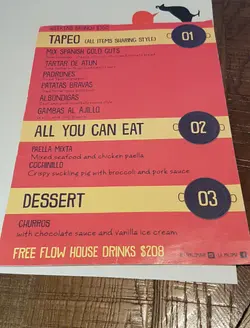 TAPEO (ALL ITEMS SHARING STYLE)
01
MIX SPANISH COLD CUTS
TARTAR DE ATUN
PADRONES
PATATAS BRAVAS
ALBONDIGAS
GAMBAS AL AJILLO
ALL YOU CAN EAT
02
PAELLA MIXTA
Mixed seafood and chicken paella
COCHINILLO
Crispy suckling pig with broccoli and pork sauce
DESSERT
03
CHURROS
with chocolate sauce and vanilla ice cream
FREE FLOW HOUSE DRINKS $208